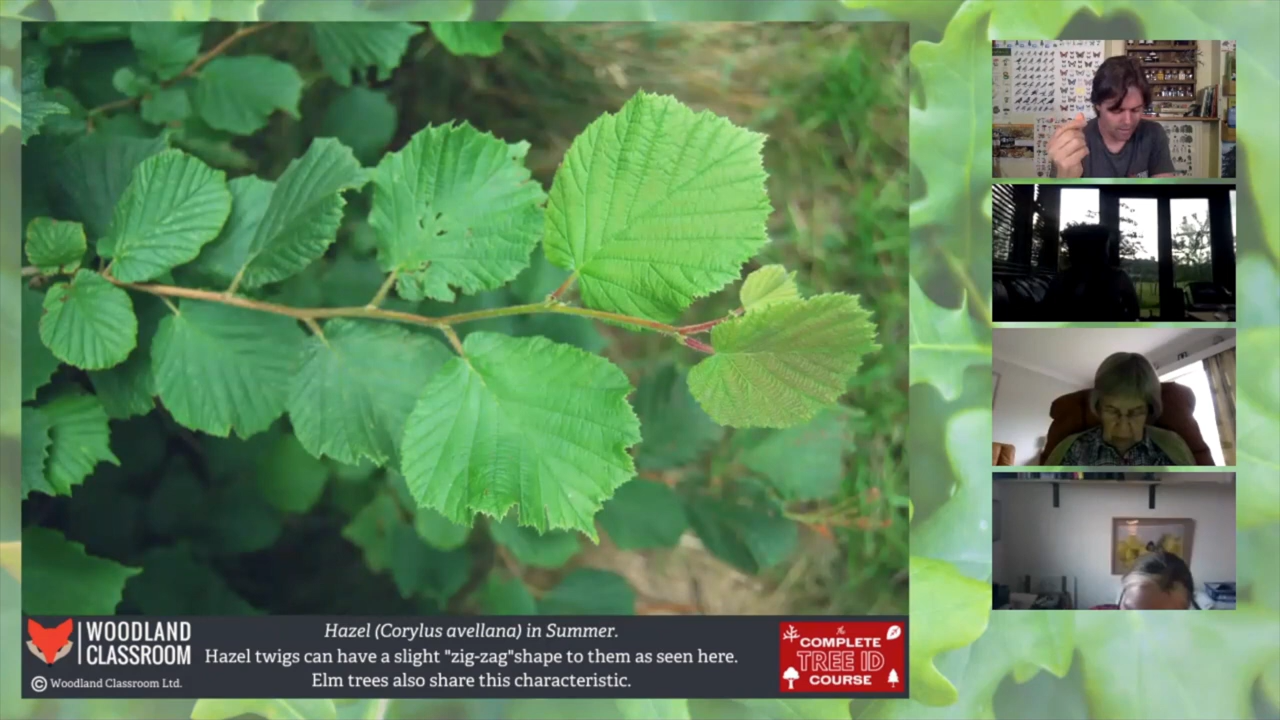 WOODLAND
CLASSROOM
© Woodland Classroom Ltd.
Hazel (Corylus avellana) in Summer.
Hazel twigs can have a slight "zig-zag"shape to them as seen here.
Elm trees also share this characteristic.
The
COMPLETE
TREE ID
COURSE